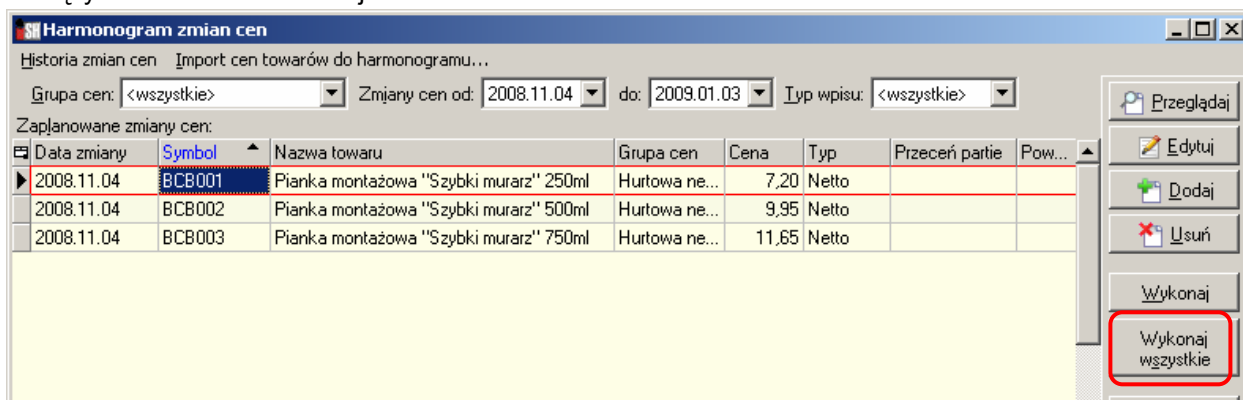 Harmonogram zmian cen
Historia zmian cen Import cen towarów do harmonogramu...
Grupa cen: <wszystkie> Zmiany cen od: 2008.11.04 do: 2009.01.03 Typ wpisu: <wszystkie>
Zaplanowane zmiany cen:
Data zmiany Symbol Nazwa towaru Grupa cen Cena Typ Przeceń partie Pow...
2008.11.04 BCB001 Pianka montażowa "Szybki murarz" 250ml Hurtowa ne... 7,20 Netto
2008.11.04 BCB002 Pianka montażowa "Szybki murarz" 500ml Hurtowa ne... 9,95 Netto
2008.11.04 BCB003 Pianka montażowa "Szybki murarz" 750ml Hurtowa ne... 11,65 Netto
Przeglądaj
Edytuj
Dodaj
Usuń
Wykonaj
Wykonaj
wszystkie